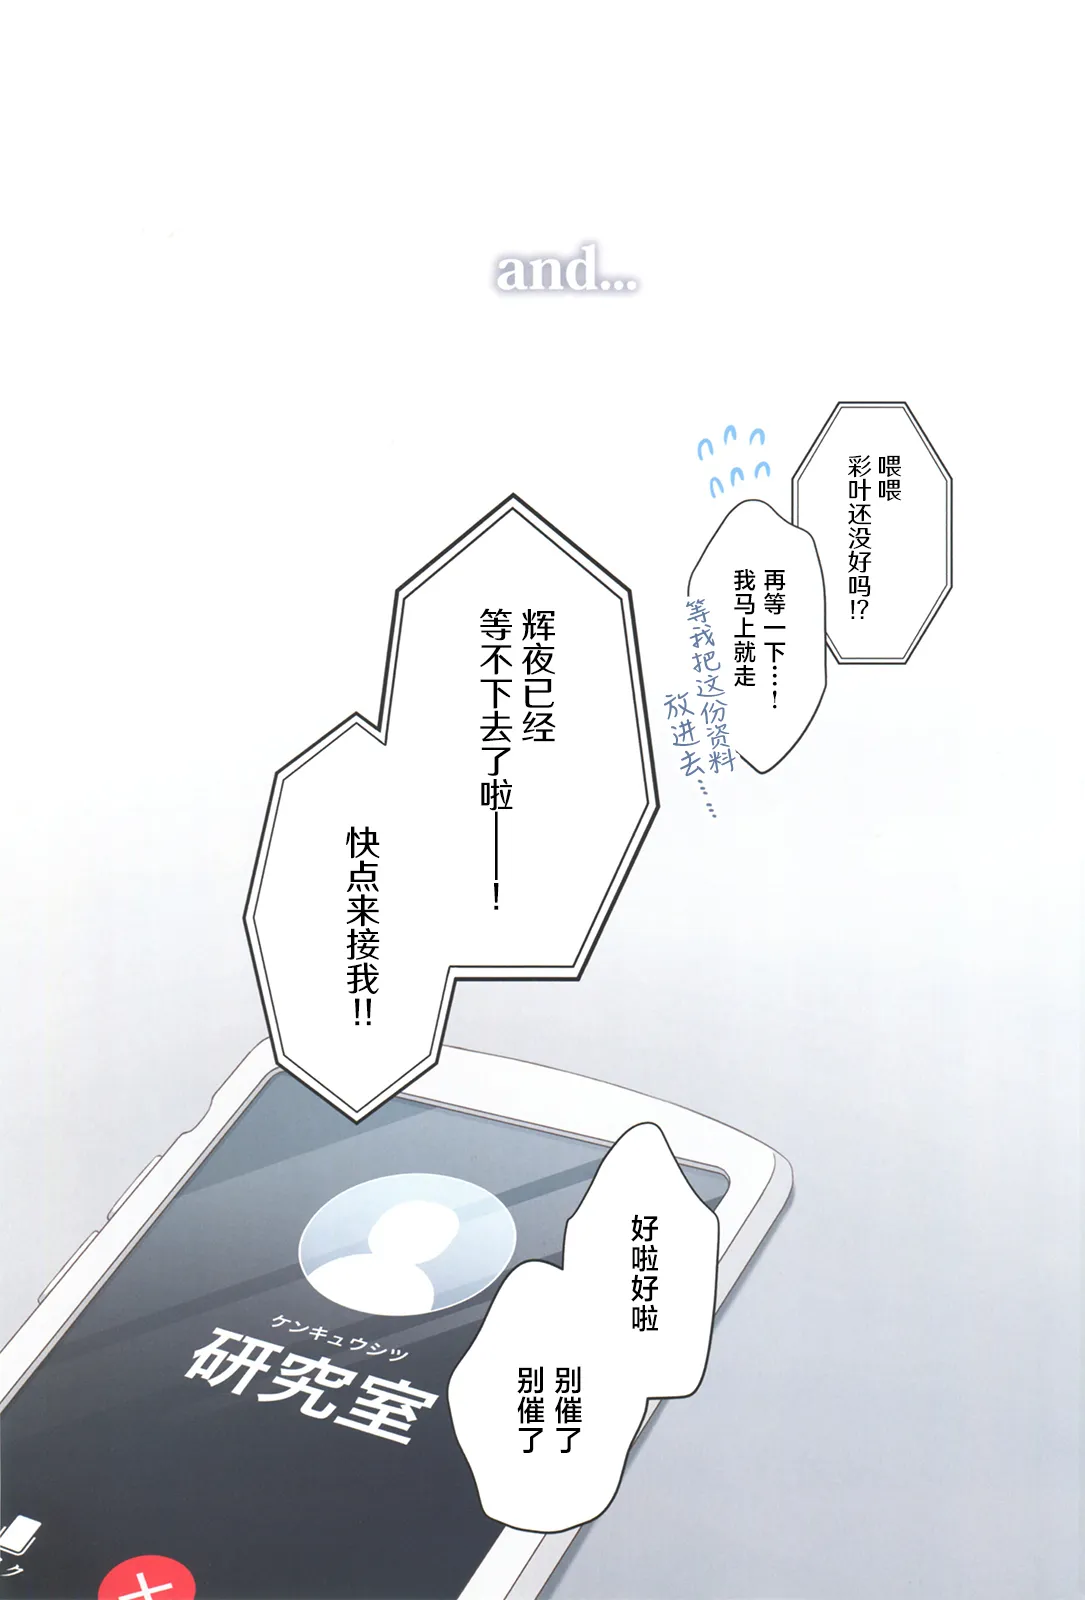 and...
喂喂
彩叶还没好吗!?
再等一下……!
我马上就走
等我把这份资料
放进去……
辉夜已经
等不下去了啦——!
快点来接我!!
好啦好啦
别催了
别催了
ケンキュウシツ
研究室
ク